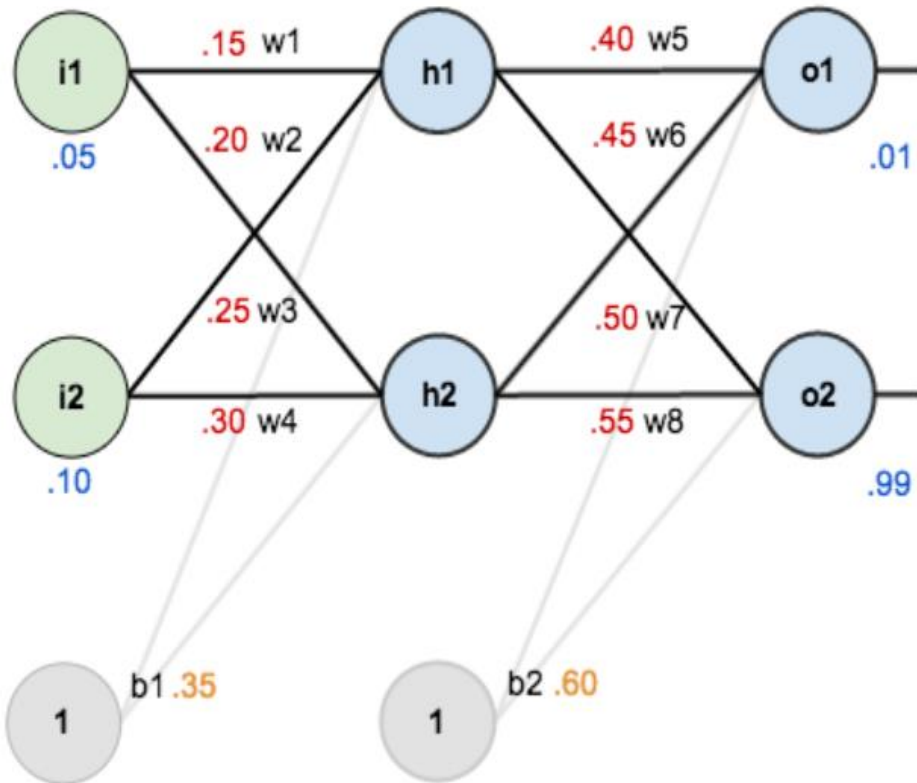 i1
.15 w1
h1
.40 w5
o1
.05
.20 w2
.45 w6
.01
.25 w3
.50 w7
i2
.30 w4
h2
.55 w8
o2
.10
.99
1
b1 .35
1
b2 .60